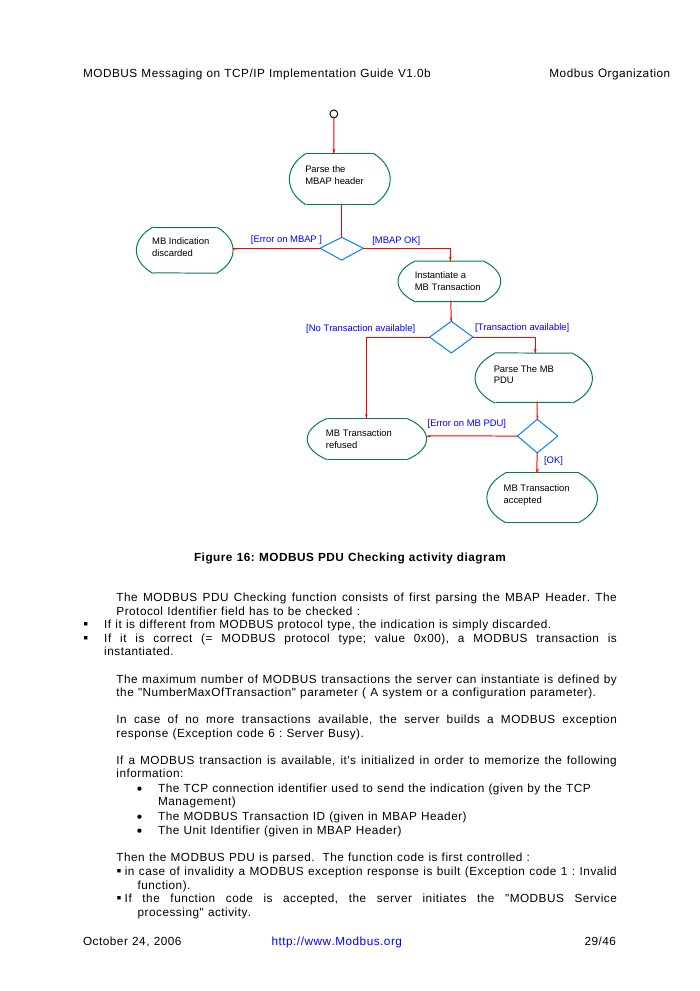 MODBUS Messaging on TCP/IP Implementation Guide V1.0b Modbus Organization
Parse the
MBAP header
[Error on MBAP ]
[MBAP OK]
MB Indication
discarded
Instantiate a
MB Transaction
[No Transaction available]
[Transaction available]
Parse The MB
PDU
[Error on MB PDU]
MB Transaction
refused
[OK]
MB Transaction
accepted
Figure 16: MODBUS PDU Checking activity diagram
The MODBUS PDU Checking function consists of first parsing the MBAP Header. The
Protocol Identifier field has to be checked :
▪ If it is different from MODBUS protocol type, the indication is simply discarded.
▪ If it is correct (= MODBUS protocol type; value 0x00), a MODBUS transaction is
instantiated.
The maximum number of MODBUS transactions the server can instantiate is defined by
the "NumberMaxOfTransaction" parameter ( A system or a configuration parameter).
In case of no more transactions available, the server builds a MODBUS exception
response (Exception code 6 : Server Busy).
If a MODBUS transaction is available, it's initialized in order to memorize the following
information:
• The TCP connection identifier used to send the indication (given by the TCP
Management)
• The MODBUS Transaction ID (given in MBAP Header)
• The Unit Identifier (given in MBAP Header)
Then the MODBUS PDU is parsed. The function code is first controlled :
▪ in case of invalidity a MODBUS exception response is built (Exception code 1 : Invalid
function).
▪ If the function code is accepted, the server initiates the "MODBUS Service
processing" activity.
October 24, 2006 http://www.Modbus.org 29/46